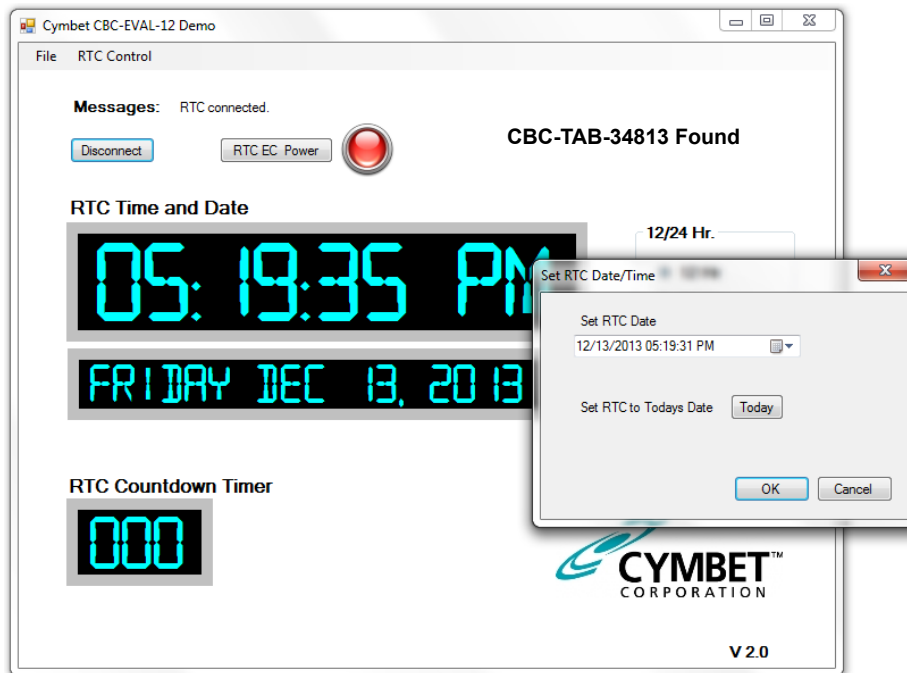 Cymbet CBC-EVAL-12 Demo
File RTC Control
Messages: RTC connected.
CBC-TAB-34813 Found
Disconnect RTC EC Power
RTC Time and Date
12/24 Hr.
05:19:35 PM
FRIDAY DEC 13, 2013
Set RTC Date/Time
Set RTC Date
12/13/2013 05:19:31 PM
Set RTC to Todays Date Today
OK Cancel
RTC Countdown Timer
000
CYMBET™
CORPORATION
V 2.0